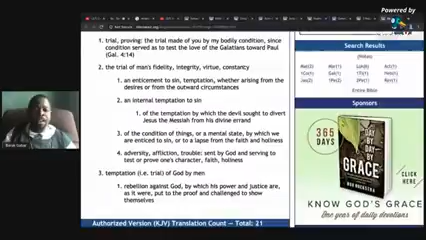 Powered by
1. trial, proving: the trial made of you by my bodily condition, since
condition served as to test the love of the Galatians toward Paul
(Gal. 4:14)
2. the trial of man's fidelity, integrity, virtue, constancy
1. an enticement to sin, temptation, whether arising from the
desires or from the outward circumstances
2. an internal temptation to sin
1. of the temptation by which the devil sought to divert
Jesus the Messiah from his divine errand
3. of the condition of things, or a mental state, by which we
are enticed to sin, or to a lapse from the faith and holiness
4. adversity, affliction, trouble: sent by God and serving to
test or prove one's character, faith, holiness
3. temptation (i.e. trial) of God by men
1. rebellion against God, by which his power and justice are,
as it were, put to the proof and challenged to show
themselves
Authorized Version (KJV) Translation Count — Total: 21
Search Results
Entire Bible
Sponsors
365
DAYS
DAY
BY DAY
BY
GRACE
BOB HOEKSTRA
CLICK
HERE
KNOW GOD'S GRACE
One year of daily devotions